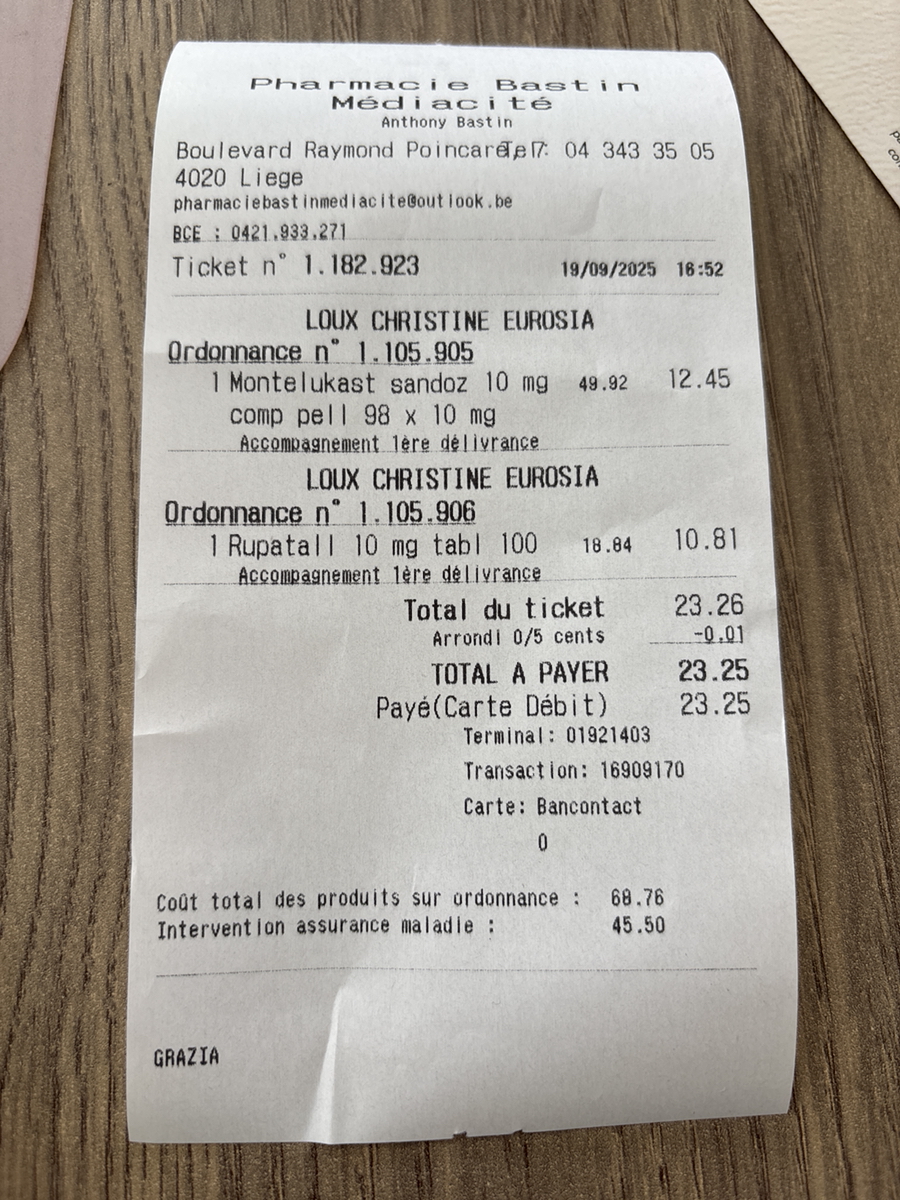 Pharmacie Bastin
Médiacité
Anthony Bastin
Boulevard Raymond Poincaré, 7 Tel : 04 343 35 05
4020 Liege
pharmaciebastinmediacite@outlook.be
BCE : 0421.933.271
Ticket n° 1.182.923 19/09/2025 16:52
LOUX CHRISTINE EUROSIA
Ordonnance n° 1.105.905
1 Montelukast sandoz 10 mg 49.92 12.45
comp pell 98 x 10 mg
Accompagnement 1ère délivrance
LOUX CHRISTINE EUROSIA
Ordonnance n° 1.105.906
1 Rupatall 10 mg tabl 100 18.84 10.81
Accompagnement 1ère délivrance
Total du ticket 23.26
Arrondi 0/5 cents -0.01
TOTAL A PAYER 23.25
Payé(Carte Débit) 23.25
Terminal: 01921403
Transaction: 16909170
Carte: Bancontact
0
Coût total des produits sur ordonnance : 68.76
Intervention assurance maladie : 45.50
GRAZIA